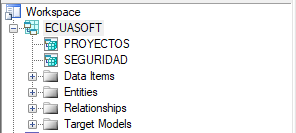 Workspace
ECUASOFT
PROYECTOS
SEGURIDAD
Data Items
Entities
Relationships
Target Models